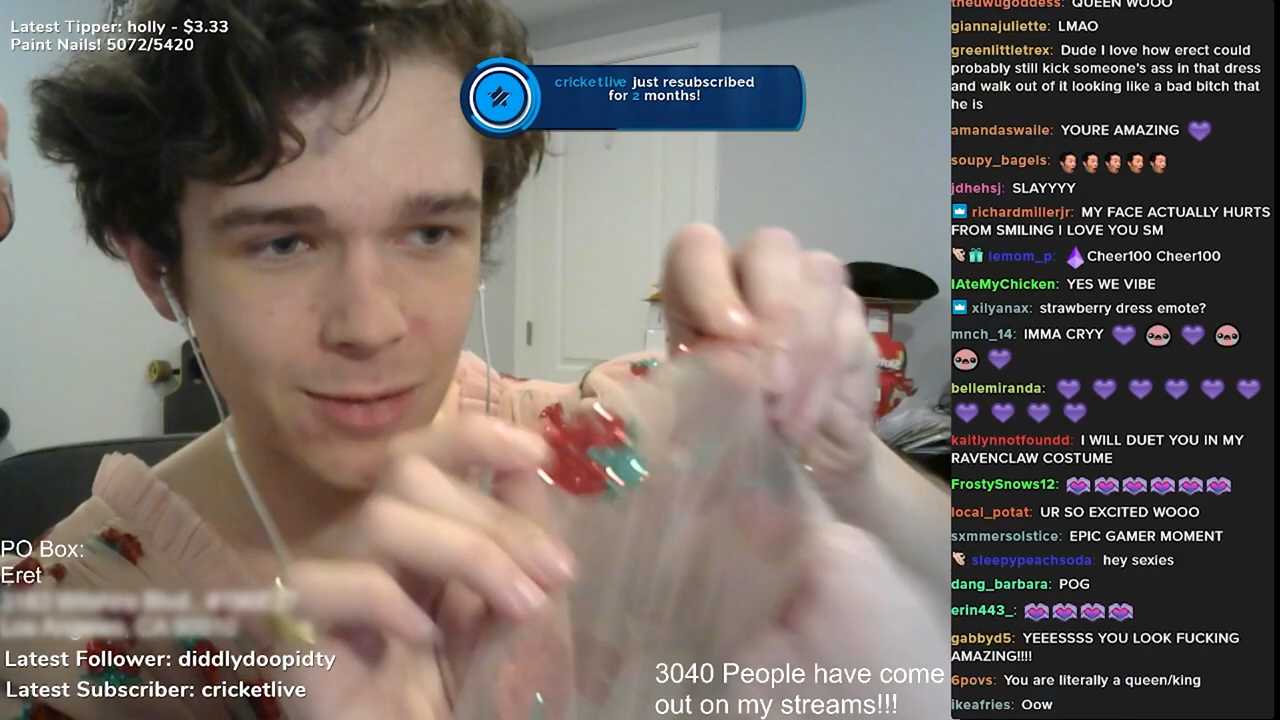 Latest Tipper: holly - $3.33
Paint Nails! 5072/5420
cricketlive just resubscribed
for 2 months!
PO Box:
Eret
Latest Follower: diddlydoopidty
Latest Subscriber: cricketlive
3040 People have come
out on my streams!!!
theuwugoddess: QUEEN WOOO
giannajuliette: LMAO
greenlittletrex: Dude I love how erect could
probably still kick someone's ass in that dress
and walk out of it looking like a bad bitch that
he is
amandaswaile: YOURE AMAZING
soupy_bagels:
jdhehsj: SLAYYYY
richardmillerjr: MY FACE ACTUALLY HURTS
FROM SMILING I LOVE YOU SM
lemom_p: Cheer100 Cheer100
IAteMyChicken: YES WE VIBE
xilyanax: strawberry dress emote?
mnch_14: IMMA CRYY
bellemiranda:
kaitlynnotfoundd: I WILL DUET YOU IN MY
RAVENCLAW COSTUME
FrostySnows12:
local_potat: UR SO EXCITED WOOO
sxmmersolstice: EPIC GAMER MOMENT
sleepypeachsoda: hey sexies
dang_barbara: POG
erin443_:
gabbyd5: YEEESSSS YOU LOOK FUCKING
AMAZING!!!!
6povs: You are literally a queen/king
ikeafries: Oow